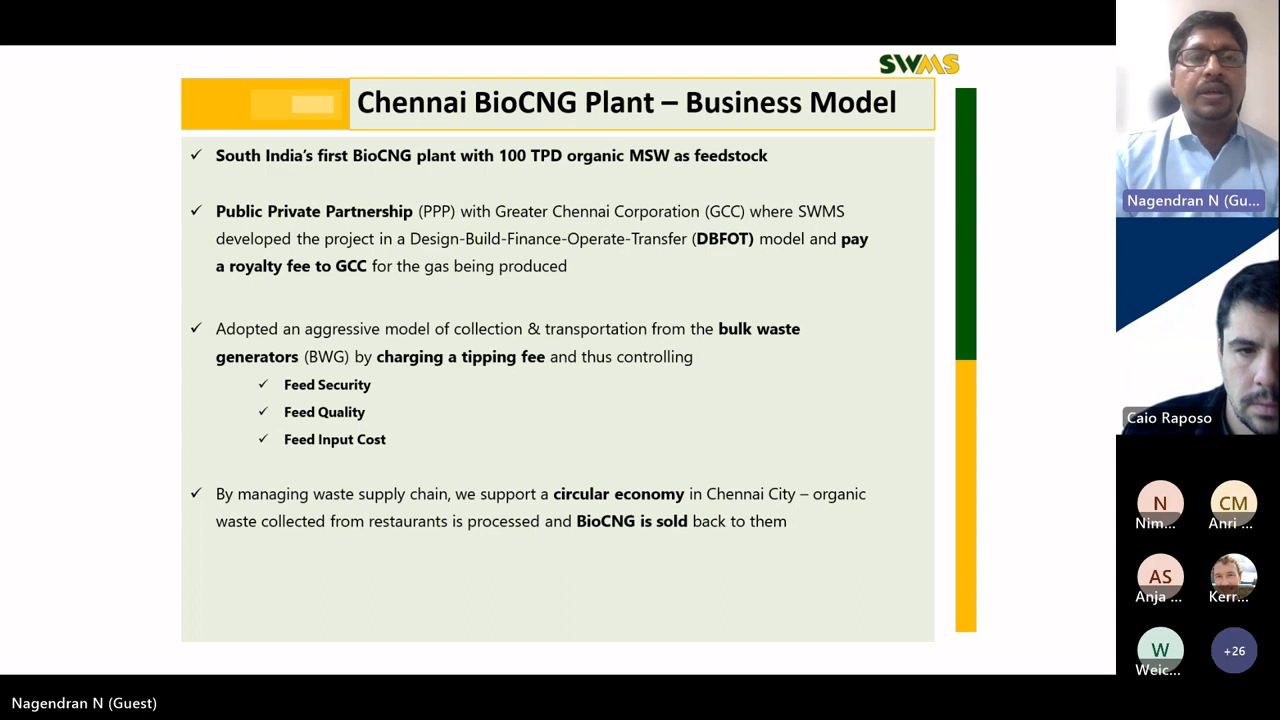 SWMS
Chennai BioCNG Plant – Business Model
✓ South India's first BioCNG plant with 100 TPD organic MSW as feedstock
✓ Public Private Partnership (PPP) with Greater Chennai Corporation (GCC) where SWMS
developed the project in a Design-Build-Finance-Operate-Transfer (DBFOT) model and pay
a royalty fee to GCC for the gas being produced
✓ Adopted an aggressive model of collection & transportation from the bulk waste
generators (BWG) by charging a tipping fee and thus controlling
✓ Feed Security
✓ Feed Quality
✓ Feed Input Cost
✓ By managing waste supply chain, we support a circular economy in Chennai City – organic
waste collected from restaurants is processed and BioCNG is sold back to them
Nagendran N (Gu...
Caio Raposo
N
Nim...
CM
Anri ...
AS
Anja ...
Kerr...
W
Weic...
+26
Nagendran N (Guest)